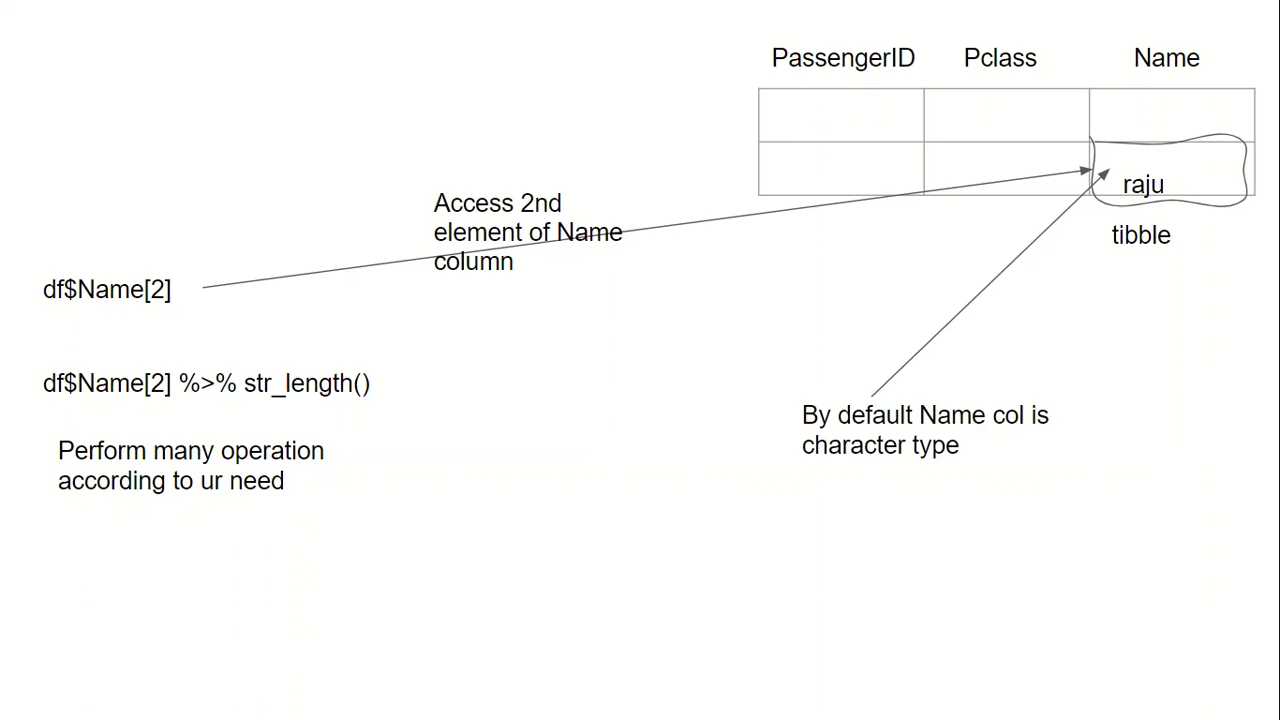 PassengerID Pclass Name
raju
tibble
Access 2nd
element of Name
column
df$Name[2]
df$Name[2] %>% str_length()
Perform many operation
according to ur need
By default Name col is
character type